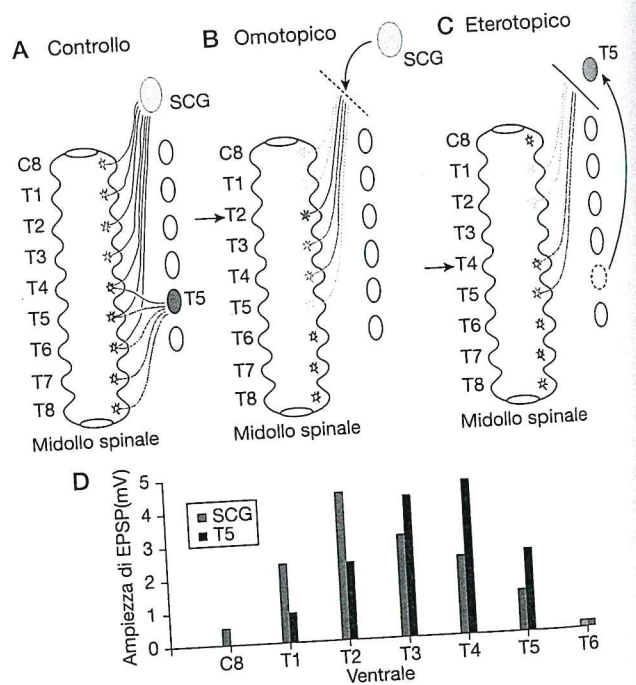 A Controllo
SCG
C8
T1
T2
T3
T4
T5
T6
T7
T8
T5
Midollo spinale
B Omotopico
SCG
C8
T1
T2
T3
T4
T5
T6
T7
T8
Midollo spinale
C Eterotopico
T5
C8
T1
T2
T3
T4
T5
T6
T7
T8
Midollo spinale
D
Ampiezza di EPSP(mV)
5
4
3
2
1
0
SCG
T5
C8 T1 T2 T3 T4 T5 T6
Ventrale